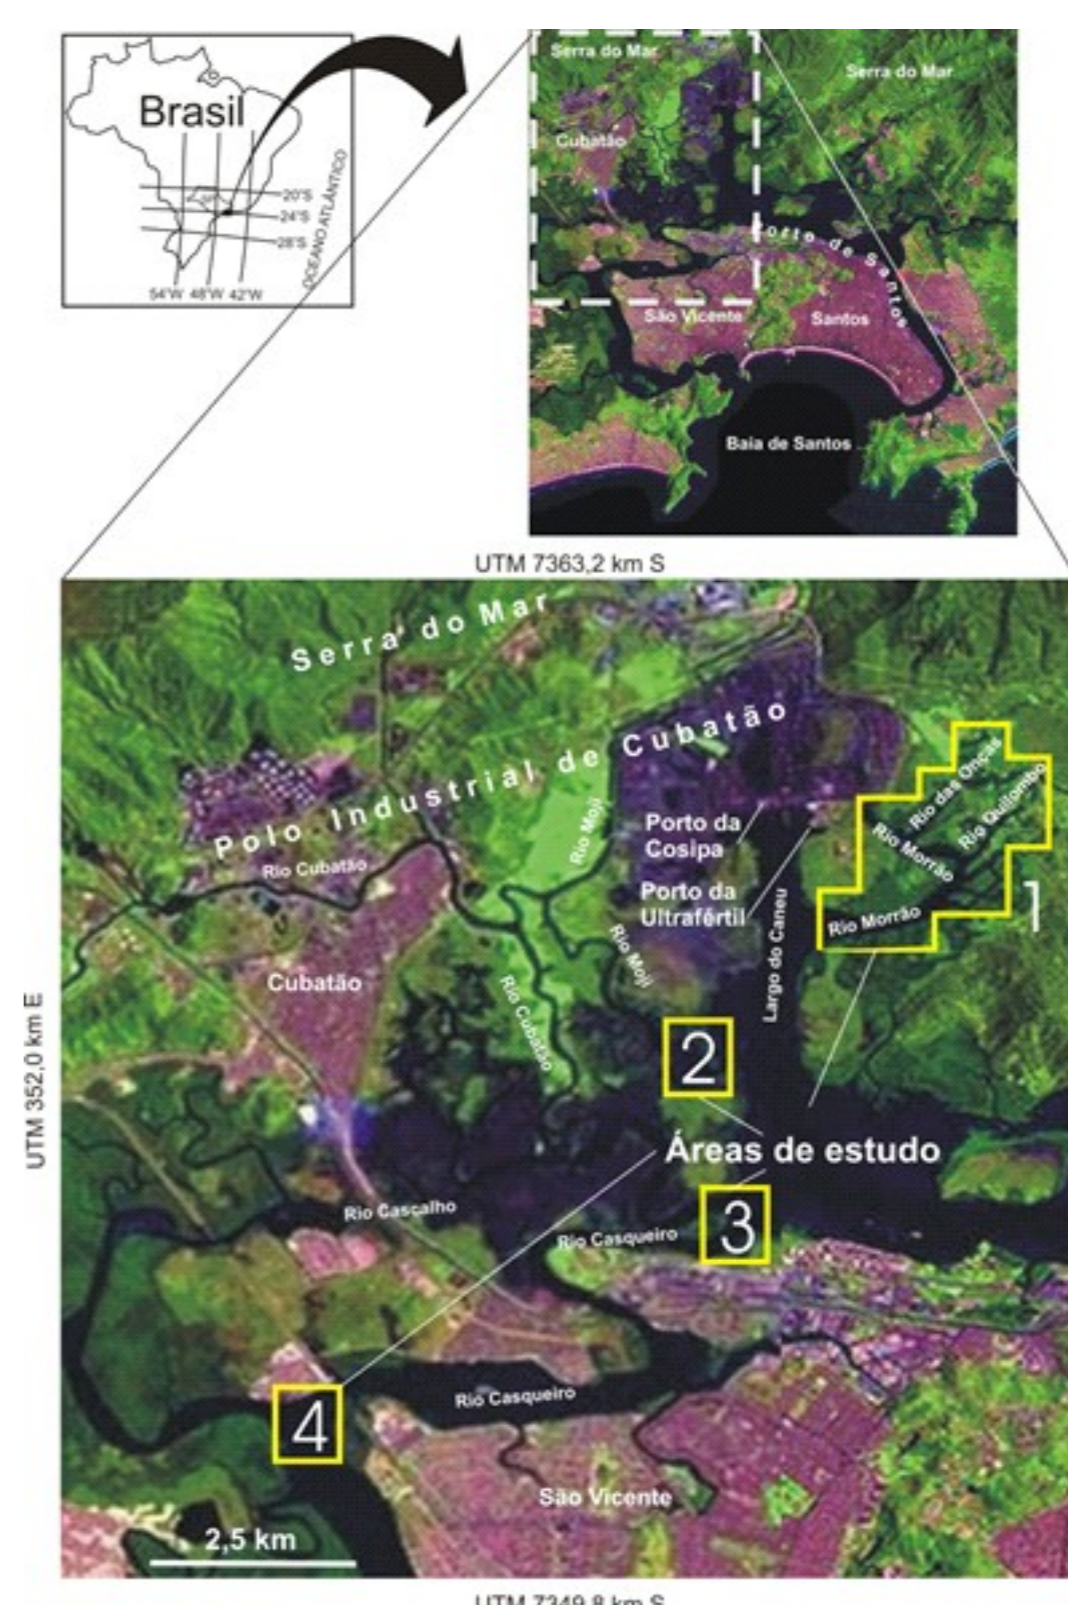 Brasil
20°S
24°S
28°S
54°W 48°W 42°W
OCEANO ATLÂNTICO
Serra do Mar
Serra do Mar
Cubatão
Porto de Santos
São Vicente
Santos
Baia de Santos
UTM 7363,2 km S
Serra do Mar
Polo Industrial de Cubatão
Rio Cubatão
Rio Moji
Porto da
Cosipa
Porto da
Ultrafértil
Rio das Onças
Rio Quilombo
Rio Morrão
Rio Morrão
1
Largo do Caneu
Rio Moji
Cubatão
Rio Cubatão
2
UTM 352,0 km E
Áreas de estudo
Rio Cascalho
Rio Casqueiro
3
Rio Casqueiro
4
São Vicente
2,5 km
UTM 7349,8 km S